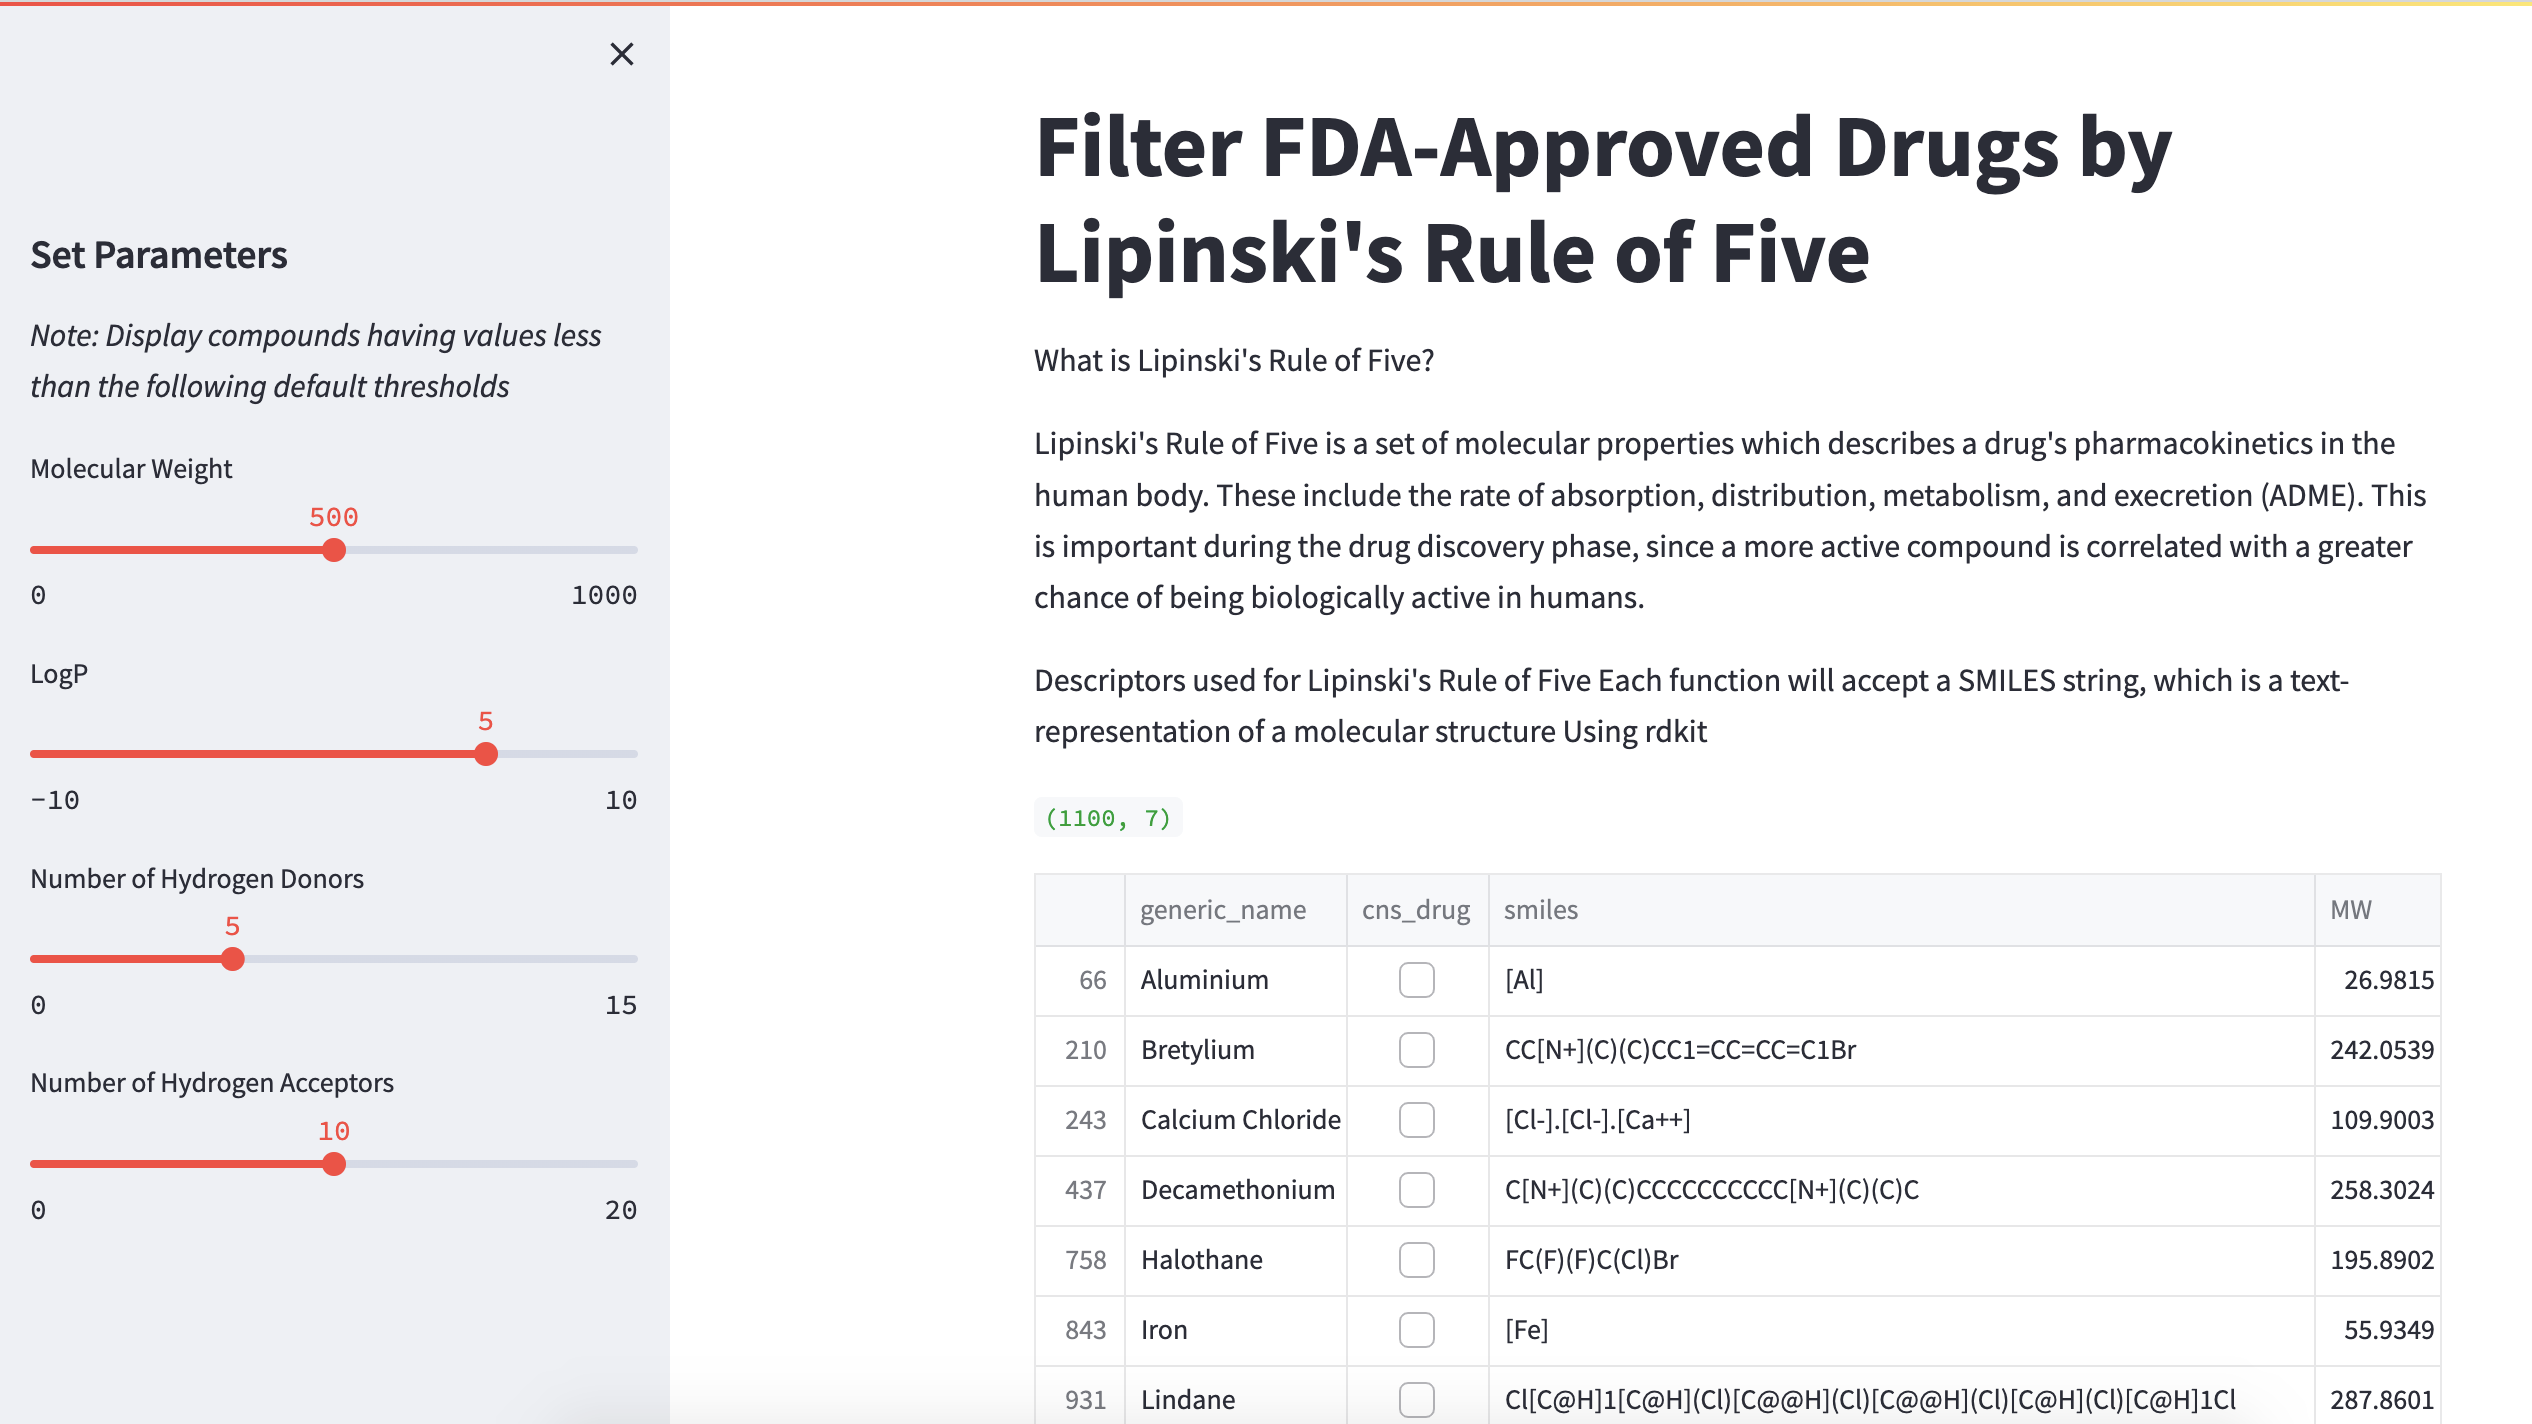 Set Parameters
Note: Display compounds having values less
than the following default thresholds
Molecular Weight
500
0 1000
LogP
5
-10 10
Number of Hydrogen Donors
5
0 15
Number of Hydrogen Acceptors
10
0 20
Filter FDA-Approved Drugs by
Lipinski's Rule of Five
What is Lipinski's Rule of Five?
Lipinski's Rule of Five is a set of molecular properties which describes a drug's pharmacokinetics in the
human body. These include the rate of absorption, distribution, metabolism, and execretion (ADME). This
is important during the drug discovery phase, since a more active compound is correlated with a greater
chance of being biologically active in humans.
Descriptors used for Lipinski's Rule of Five Each function will accept a SMILES string, which is a text-
representation of a molecular structure Using rdkit
(1100, 7)
generic_name cns_drug smiles MW
66 Aluminium [Al] 26.9815
210 Bretylium CC[N+](C)(C)CC1=CC=CC=C1Br 242.0539
243 Calcium Chloride [Cl-].[Cl-].[Ca++] 109.9003
437 Decamethonium C[N+](C)(C)CCCCCCCCCC[N+](C)(C)C 258.3024
758 Halothane FC(F)(F)C(Cl)Br 195.8902
843 Iron [Fe] 55.9349
931 Lindane Cl[C@H]1[C@H](Cl)[C@@H](Cl)[C@@H](Cl)[C@H](Cl)[C@H]1Cl 287.8601